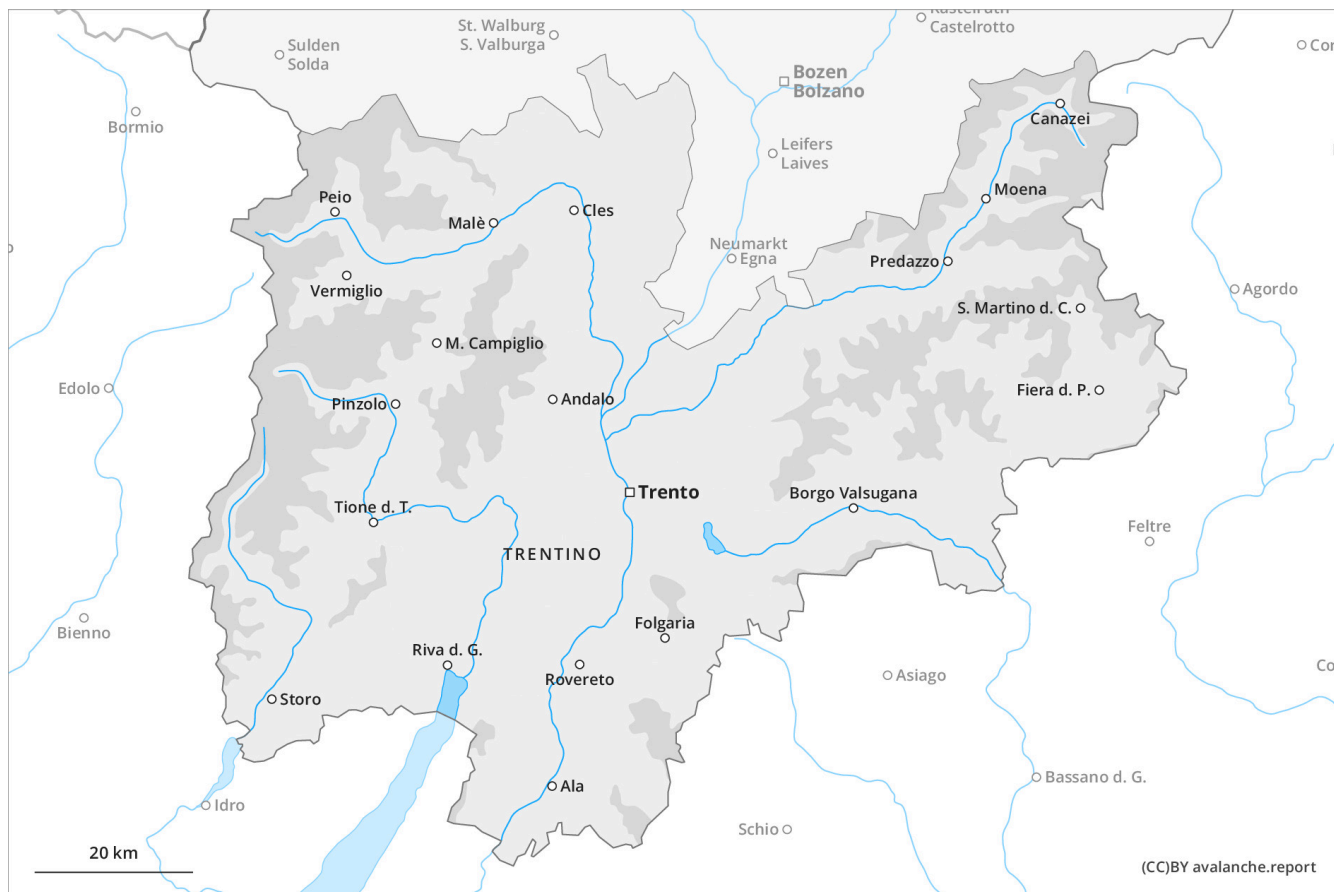 Kastelruth
Castelrotto
St. Walburg
S. Valburga
Sulden
Solda
Bozen
Bolzano
Bormio
Canazei
Leifers
Laives
Peio
Moena
Malè
Cles
Neumarkt
Egna
Predazzo
Vermiglio
Agordo
S. Martino d. C.
M. Campiglio
Edolo
Fiera d. P.
Pinzolo
Andalo
Trento
Borgo Valsugana
Tione d. T.
Feltre
TRENTINO
Bienno
Folgaria
Riva d. G.
Asiago
Rovereto
Storo
Bassano d. G.
Ala
Idro
Schio
20 km
(CC)BY avalanche.report